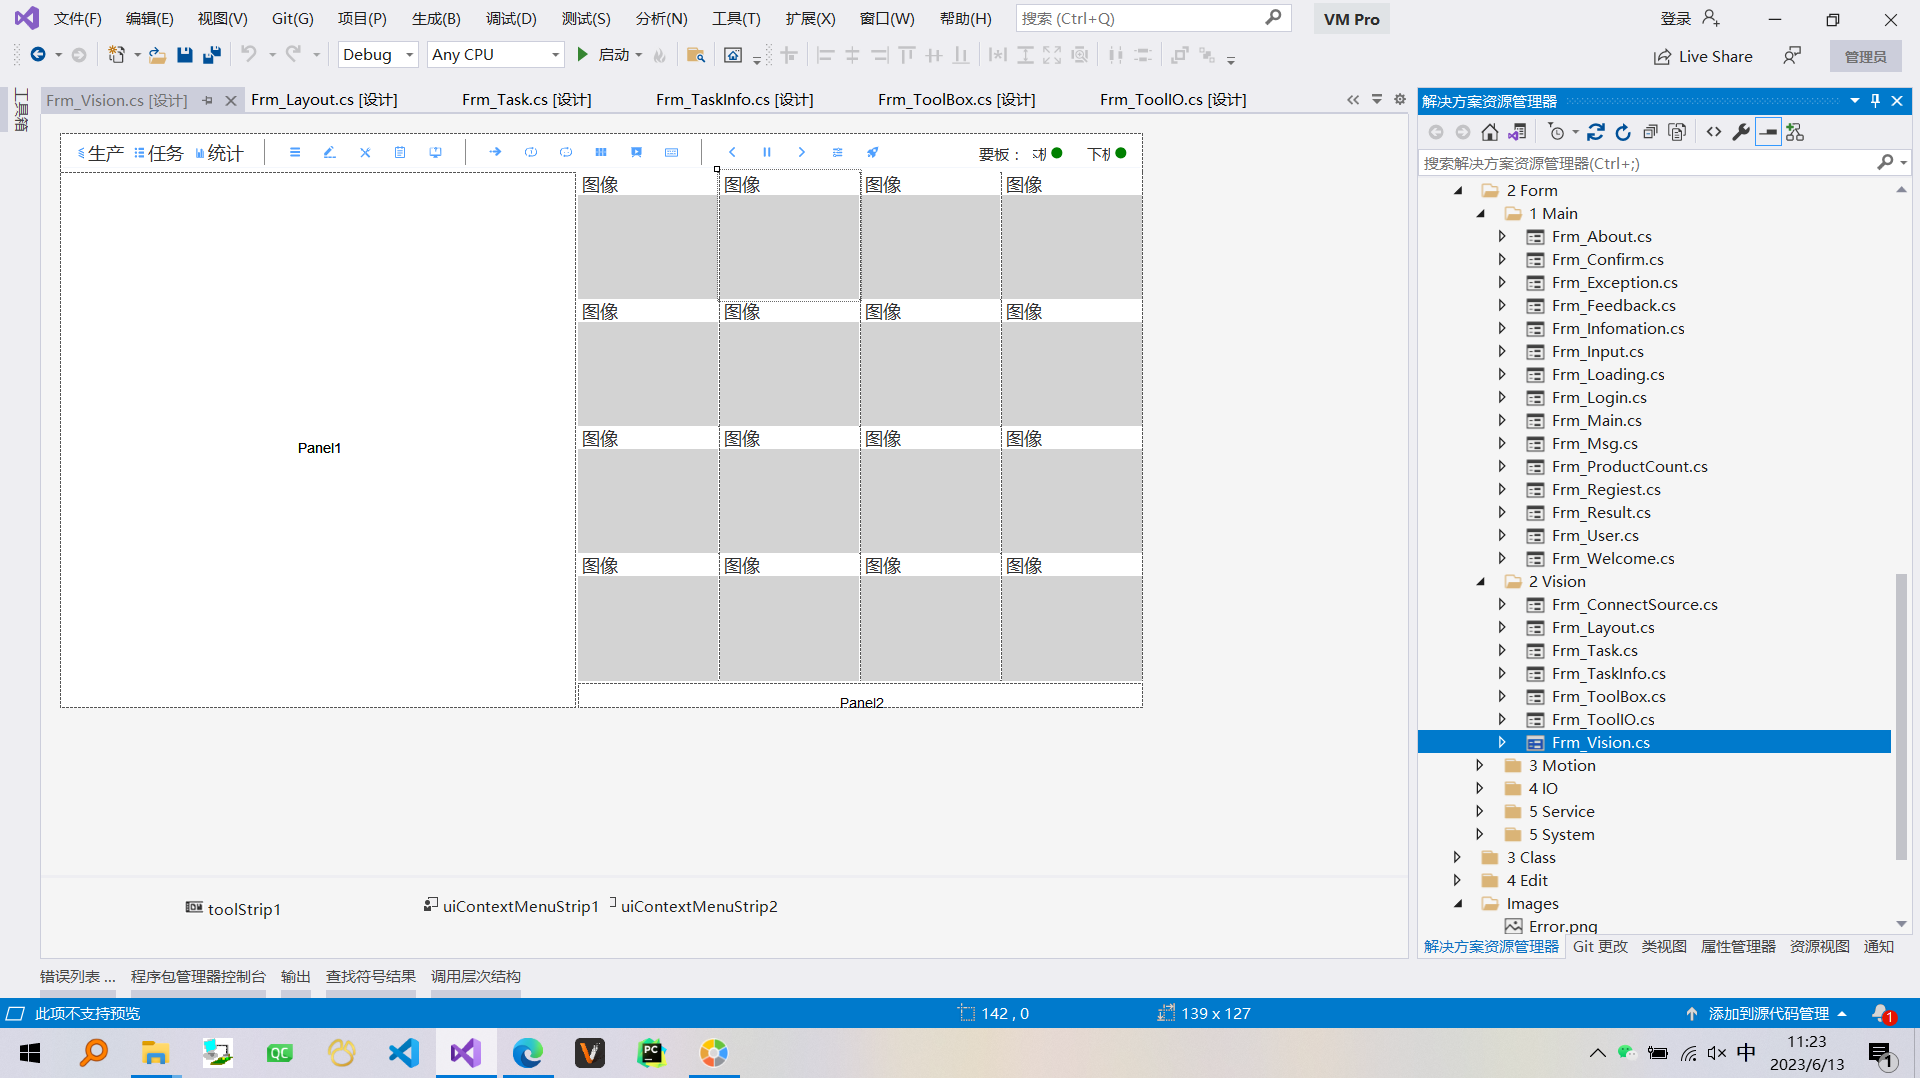 文件(F) 编辑(E) 视图(V) Git(G) 项目(P) 生成(B) 调试(D) 测试(S) 分析(N) 工具(T) 扩展(X) 窗口(W) 帮助(H) 搜索 (Ctrl+Q) VM Pro 登录
Debug Any CPU 启动 Live Share 管理员
工具箱
Frm_Vision.cs [设计] Frm_Layout.cs [设计] Frm_Task.cs [设计] Frm_TaskInfo.cs [设计] Frm_ToolBox.cs [设计] Frm_ToolIO.cs [设计]
生产 任务 统计 要板： 下机
图像 图像 图像 图像
图像 图像 图像 图像
图像 图像 图像 图像
图像 图像 图像 图像
Panel1
Panel2
toolStrip1 uiContextMenuStrip1 uiContextMenuStrip2
解决方案资源管理器
搜索解决方案资源管理器(Ctrl+;)
2 Form
1 Main
Frm_About.cs
Frm_Confirm.cs
Frm_Exception.cs
Frm_Feedback.cs
Frm_Infomation.cs
Frm_Input.cs
Frm_Loading.cs
Frm_Login.cs
Frm_Main.cs
Frm_Msg.cs
Frm_ProductCount.cs
Frm_Regiest.cs
Frm_Result.cs
Frm_User.cs
Frm_Welcome.cs
2 Vision
Frm_ConnectSource.cs
Frm_Layout.cs
Frm_Task.cs
Frm_TaskInfo.cs
Frm_ToolBox.cs
Frm_ToolIO.cs
Frm_Vision.cs
3 Motion
4 IO
5 Service
5 System
3 Class
4 Edit
Images
Error.png
解决方案资源管理器 Git 更改 类视图 属性管理器 资源视图 通知
错误列表 ... 程序包管理器控制台 输出 查找符号结果 调用层次结构
此项不支持预览 142 , 0 139 x 127 添加到源代码管理 1
QC PC 中 11:23
2023/6/13 1